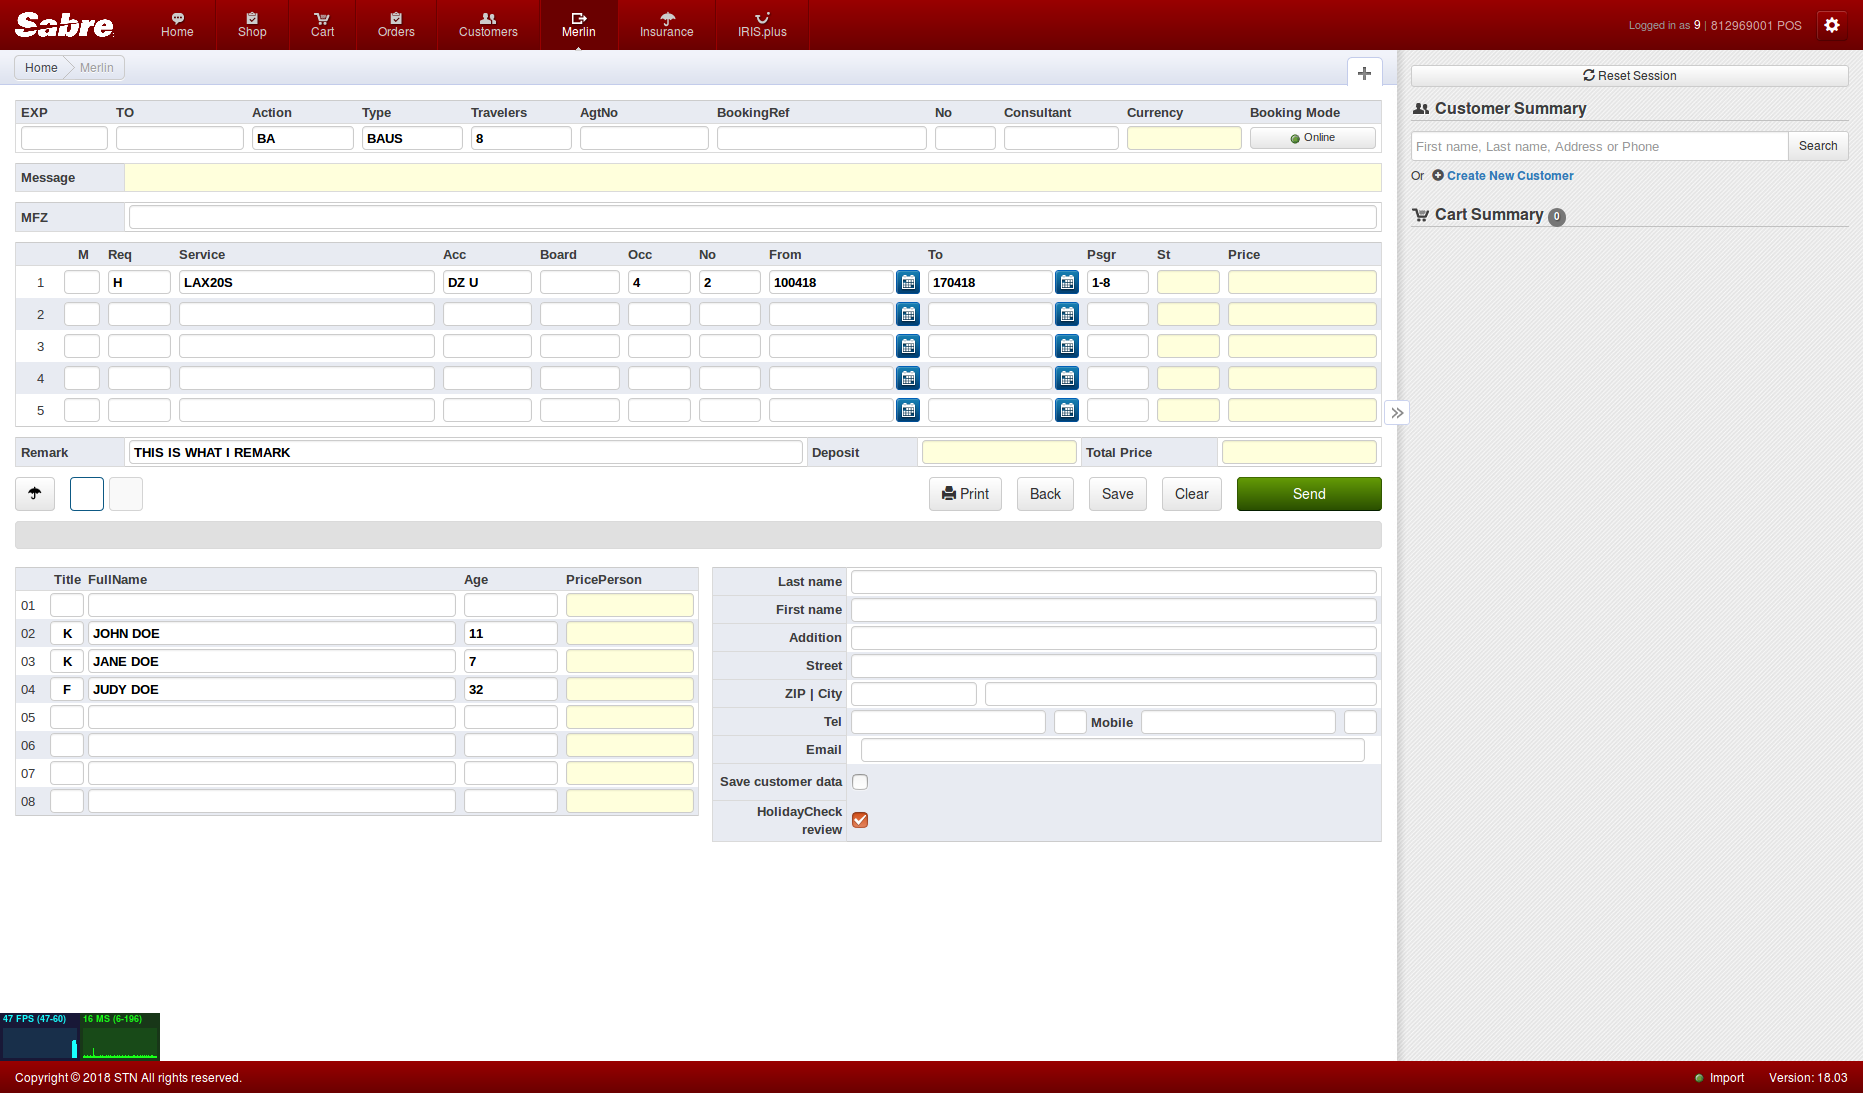 Sabre
Home Shop Cart Orders Customers Merlin Insurance IRIS.plus
Logged in as 9 | 812969001 POS
Home Merlin
Reset Session
EXP TO Action Type Travelers AgtNo BookingRef No Consultant Currency Booking Mode
BA BAUS 8 Online
Message
MFZ
M Req Service Acc Board Occ No From To Psgr St Price
1 H LAX20S DZ U 4 2 100418 170418 1-8
2
3
4
5
Remark THIS IS WHAT I REMARK Deposit Total Price
Print Back Save Clear Send
Title FullName Age PricePerson
01
02 K JOHN DOE 11
03 K JANE DOE 7
04 F JUDY DOE 32
05
06
07
08
Last name
First name
Addition
Street
ZIP | City
Tel Mobile
Email
Save customer data
HolidayCheck
review
Customer Summary
First name, Last name, Address or Phone Search
Or Create New Customer
Cart Summary 0
47 FPS (47-60) 16 MS (6-196)
Copyright © 2018 STN All rights reserved.
Import Version: 18.03